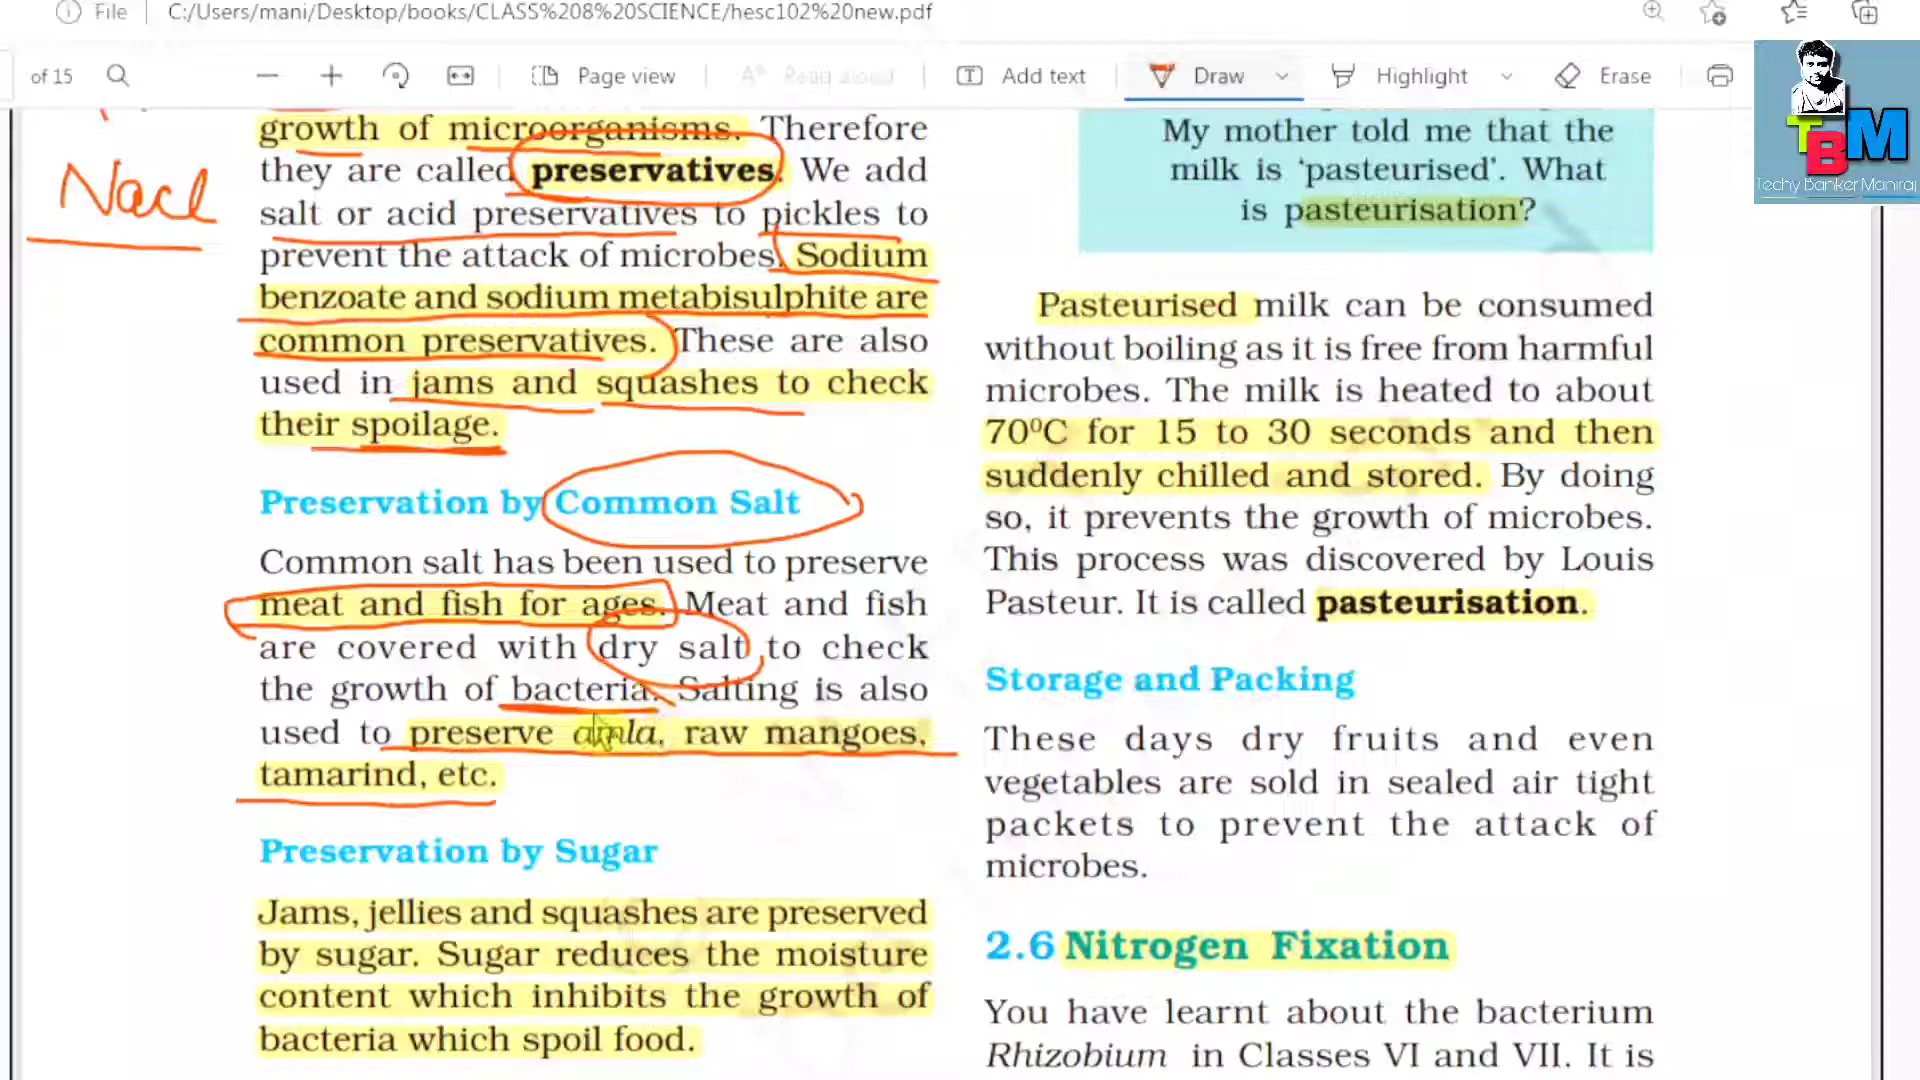 File
C:/Users/mani/Desktop/books/CLASS%208%20SCIENCE/hesc102%20new.pdf
of 15
Page view
Read aloud
Add text
Draw
Highlight
Erase
TBM
Techy Banker Maniraj
Nacl
growth of microorganisms. Therefore
they are called preservatives. We add
salt or acid preservatives to pickles to
prevent the attack of microbes. Sodium
benzoate and sodium metabisulphite are
common preservatives. These are also
used in jams and squashes to check
their spoilage.
Preservation by Common Salt
Common salt has been used to preserve
meat and fish for ages. Meat and fish
are covered with dry salt to check
the growth of bacteria. Salting is also
used to preserve amla, raw mangoes,
tamarind, etc.
Preservation by Sugar
Jams, jellies and squashes are preserved
by sugar. Sugar reduces the moisture
content which inhibits the growth of
bacteria which spoil food.
My mother told me that the
milk is ‘pasteurised’. What
is pasteurisation?
Pasteurised milk can be consumed
without boiling as it is free from harmful
microbes. The milk is heated to about
70⁰C for 15 to 30 seconds and then
suddenly chilled and stored. By doing
so, it prevents the growth of microbes.
This process was discovered by Louis
Pasteur. It is called pasteurisation.
Storage and Packing
These days dry fruits and even
vegetables are sold in sealed air tight
packets to prevent the attack of
microbes.
2.6 Nitrogen Fixation
You have learnt about the bacterium
Rhizobium in Classes VI and VII. It is